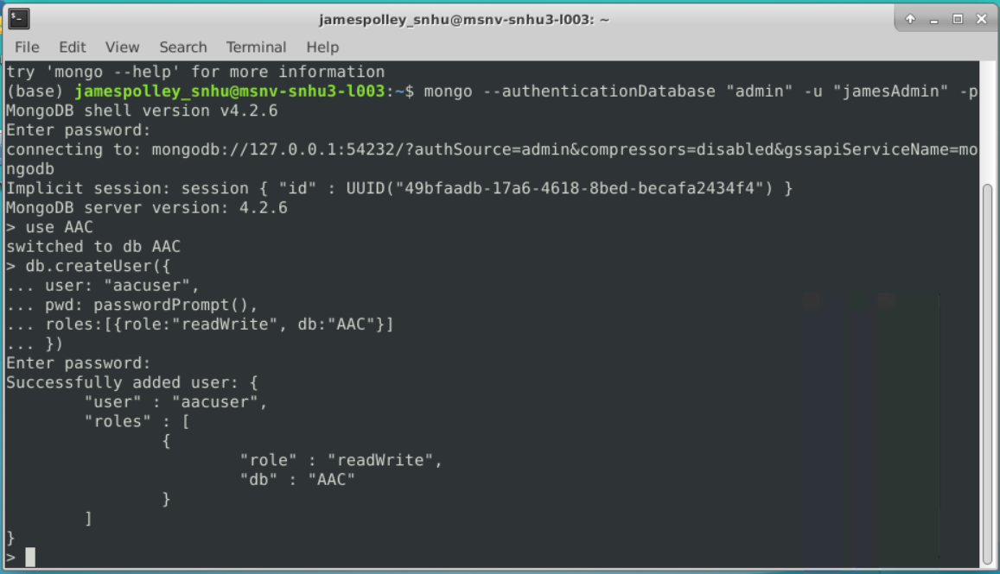 jamespolley_snhu@msnv-snhu3-l003: ~
File Edit View Search Terminal Help
try 'mongo --help' for more information
(base) jamespolley_snhu@msnv-snhu3-l003:~$ mongo --authenticationDatabase "admin" -u "jamesAdmin" -p
MongoDB shell version v4.2.6
Enter password:
connecting to: mongodb://127.0.0.1:54232/?authSource=admin&compressors=disabled&gssapiServiceName=mo
ngodb
Implicit session: session { "id" : UUID("49bfaadb-17a6-4618-8bed-becafa2434f4") }
MongoDB server version: 4.2.6
> use AAC
switched to db AAC
> db.createUser({
... user: "aacuser",
... pwd: passwordPrompt(),
... roles:[{role:"readWrite", db:"AAC"}]
... })
Enter password:
Successfully added user: {
        "user" : "aacuser",
        "roles" : [
                {
                        "role" : "readWrite",
                        "db" : "AAC"
                }
        ]
}
>